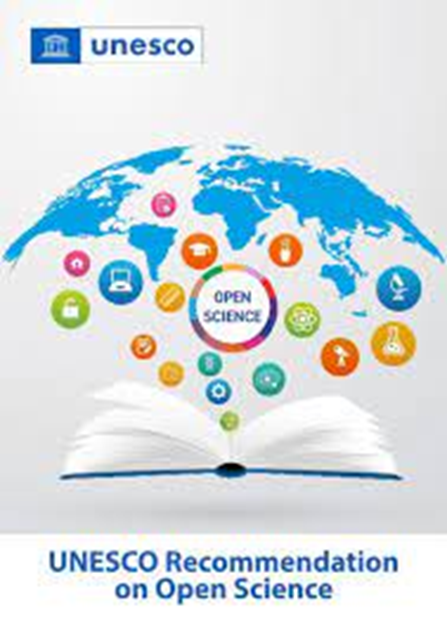 unesco
OPEN
SCIENCE
UNESCO Recommendation
on Open Science